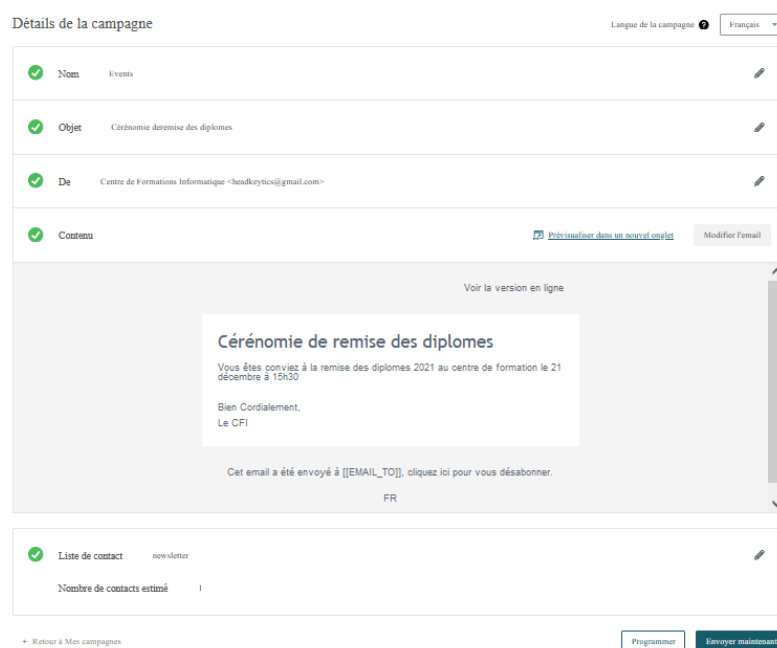 Détails de la campagne
Langue de la campagne ? Français
Nom Events
Objet Cérénomie deremise des diplomes
De Centre de Formations Informatique <headkeytics@gmail.com>
Contenu Prévisualiser dans un nouvel onglet Modifier l'email
Voir la version en ligne
Cérénomie de remise des diplomes
Vous êtes conviez à la remise des diplomes 2021 au centre de formation le 21
décembre à 15h30
Bien Cordialement,
Le CFI
Cet email a été envoyé à [[EMAIL_TO]], cliquez ici pour vous désabonner.
FR
Liste de contact newsletter
Nombre de contacts estimé 1
← Retour à Mes campagnes Programmer Envoyer maintenant